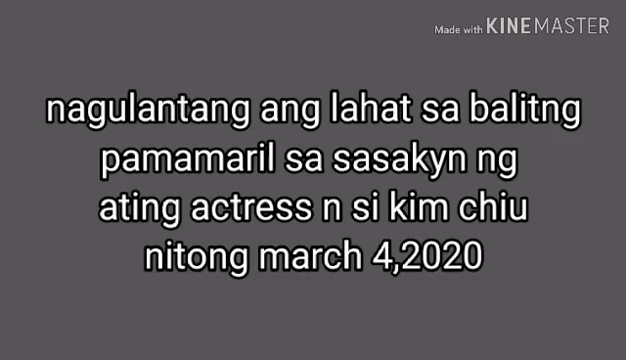 Made with KINEMASTER
nagulantang ang lahat sa balitng
pamamaril sa sasakyn ng
ating actress n si kim chiu
nitong march 4,2020